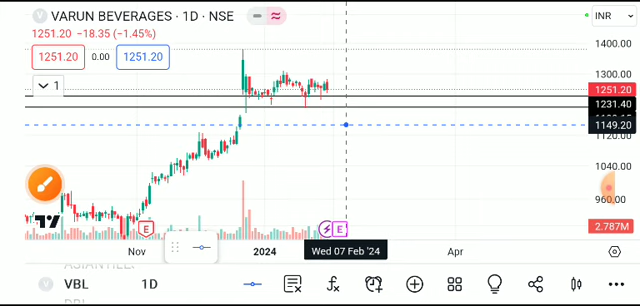 V VARUN BEVERAGES · 1D · NSE
1251.20 −18.35 (−1.45%)
1251.20 0.00 1251.20
1
INR
1400.00
1300.00
1251.20
1231.40
1149.20
1120.00
1040.00
960.00
2.787M
E
E
Nov 2024 Wed 07 Feb '24 Apr
VBL 1D